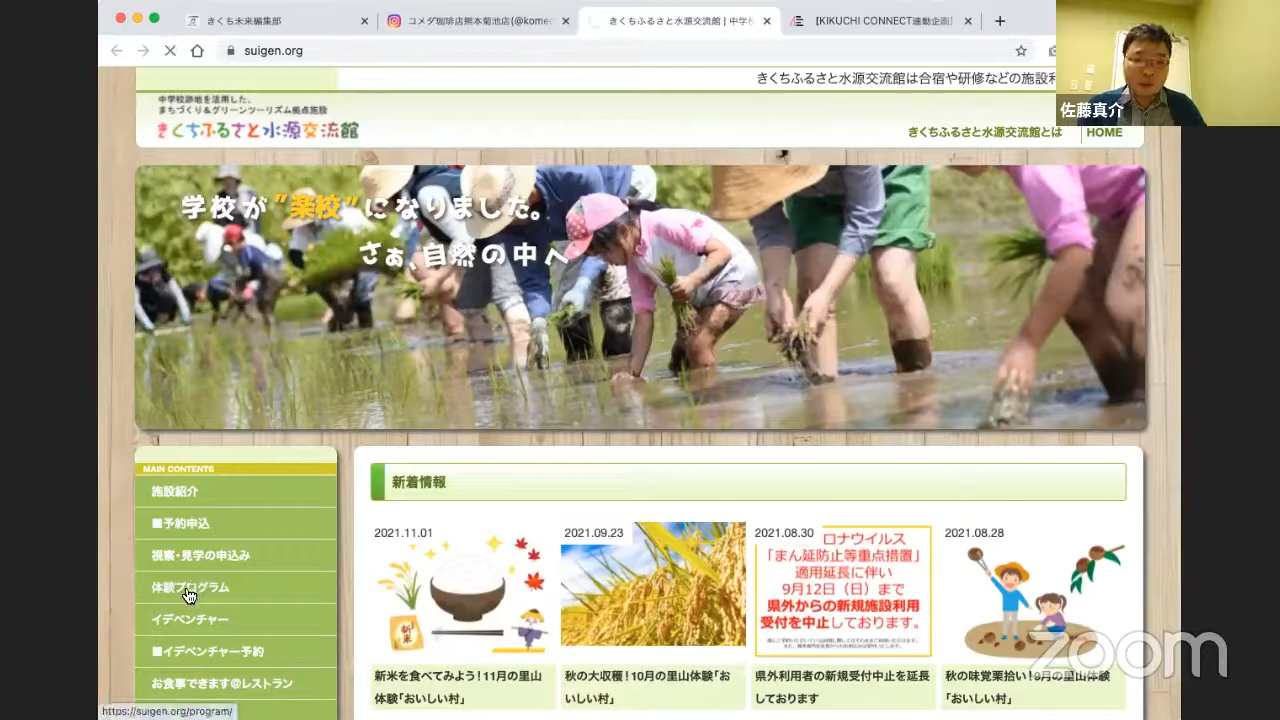 きくち未来編集部
コメダ珈琲店熊本菊池店(@kome
きくちふるさと水源交流館 | 中学校
【KIKUCHI CONNECT連動企画】
suigen.org
きくちふるさと水源交流館は合宿や研修などの施設利
佐藤真介
中学校跡地を活用した、
まちづくり&グリーンツーリズム拠点施設
きくちふるさと水源交流館
きくちふるさと水源交流館とは
HOME
学校が"楽校"になりました。
さぁ、自然の中へ
MAIN CONTENTS
施設紹介
■予約申込
視察・見学の申込み
体験プログラム
イデベンチャー
■イデベンチャー予約
お食事できます@レストラン
新着情報
2021.11.01
新米
新米を食べてみよう！11月の里山
体験「おいしい村」
2021.09.23
秋の大収穫！10月の里山体験「お
いしい村」
2021.08.30
コロナウイルス
「まん延防止等重点措置」
適用延長に伴い
9月12日（日）まで
県外からの新規施設利用
受付を中止しております。
県外利用者の新規受付中止を延長
しております
2021.08.28
秋の味覚栗拾い！9月の里山体験
「おいしい村」
https://suigen.org/program/
zoom